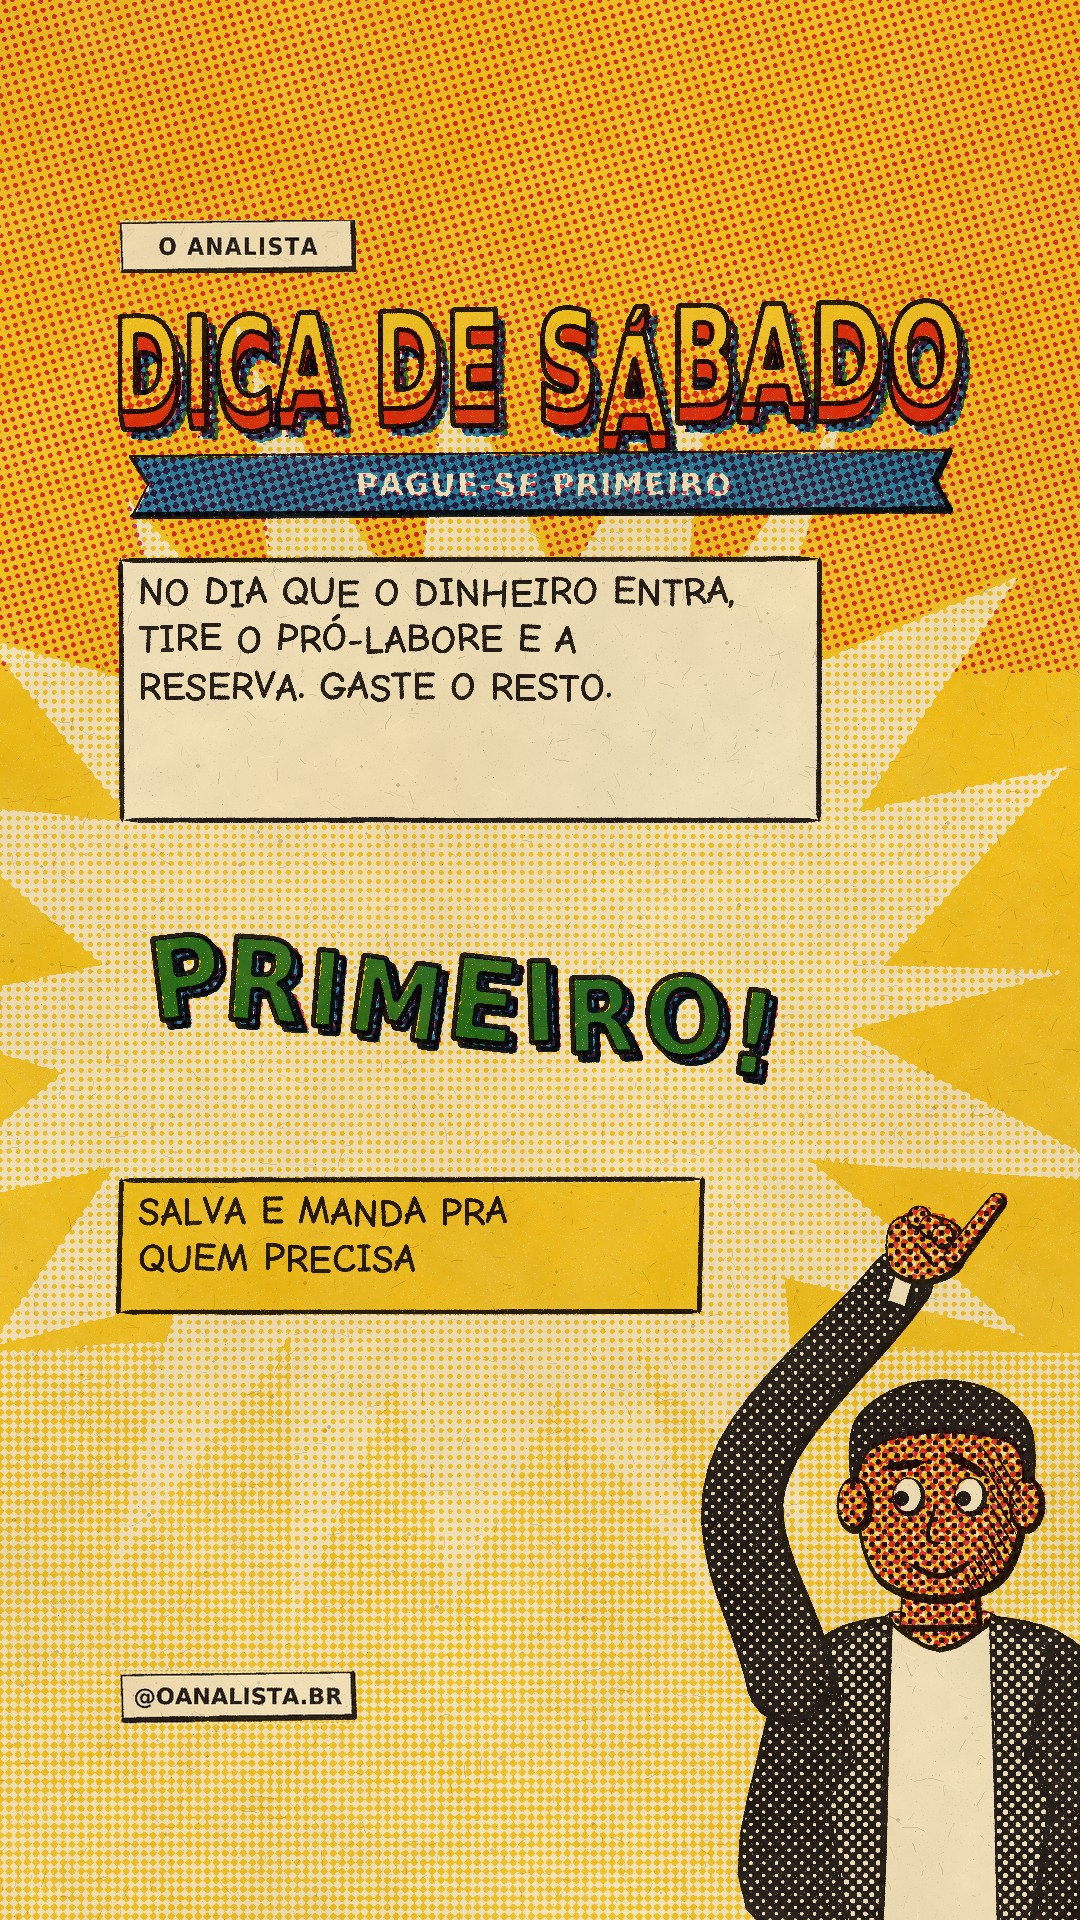 O ANALISTA
DICA DE SÁBADO
PAGUE-SE PRIMEIRO
NO DIA QUE O DINHEIRO ENTRA,
TIRE O PRÓ-LABORE E A
RESERVA. GASTE O RESTO.
PRIMEIRO!
SALVA E MANDA PRA
QUEM PRECISA
@OANALISTA.BR